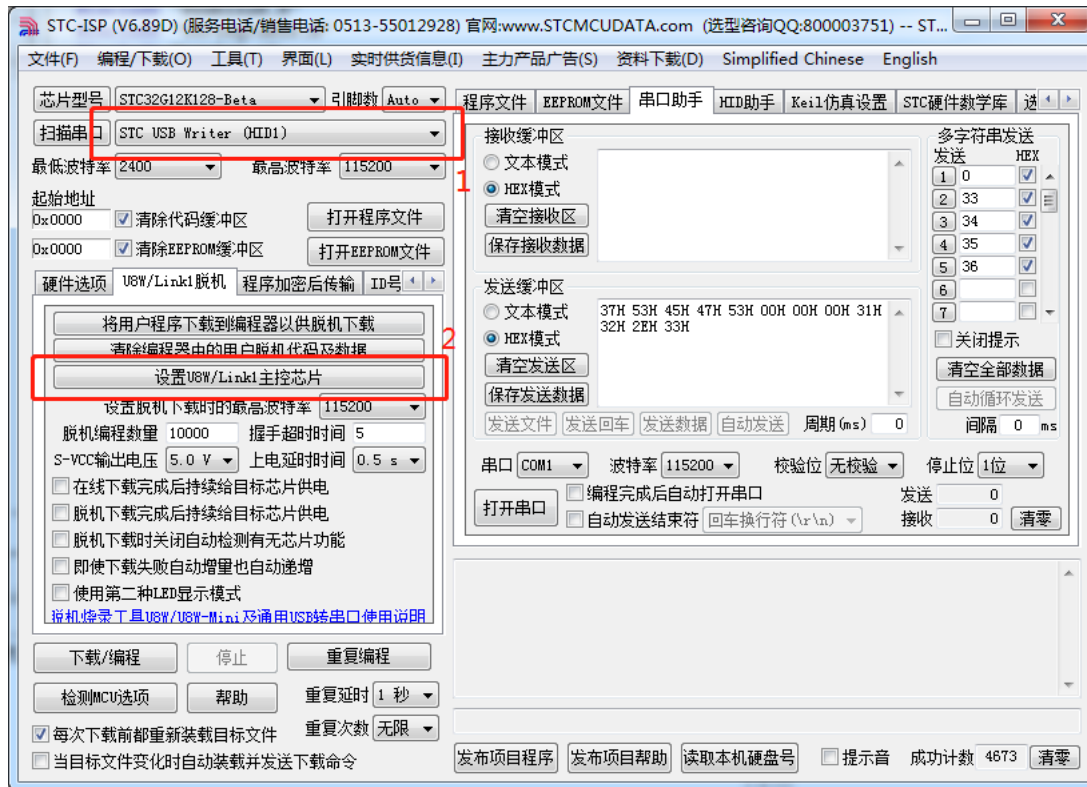 STC-ISP (V6.89D) (服务电话/销售电话: 0513-55012928) 官网:www.STCMCUDATA.com (选型咨询QQ:800003751) -- ST...
文件(F) 编程/下载(O) 工具(T) 界面(L) 实时供货信息(I) 主力产品广告(S) 资料下载(D) Simplified Chinese English
芯片型号 STC32G12K128-Beta 引脚数 Auto
扫描串口 STC USB Writer (HID1)
1
最低波特率 2400 最高波特率 115200
起始地址
0x0000 清除代码缓冲区 打开程序文件
0x0000 清除EEPROM缓冲区 打开EEPROM文件
硬件选项 U8W/Link1脱机 程序加密后传输 ID号
将用户程序下载到编程器以供脱机下载
清除编程器中的用户脱机代码及数据
2
设置U8W/Link1主控芯片
设置脱机下载时的最高波特率 115200
脱机编程数量 10000 握手超时时间 5
S-VCC输出电压 5.0 V 上电延时时间 0.5 s
在线下载完成后持续给目标芯片供电
脱机下载完成后持续给目标芯片供电
脱机下载时关闭自动检测有无芯片功能
即使下载失败自动增量也自动递增
使用第二种LED显示模式
脱机烧录工具U8W/U8W-Mini及通用USB转串口使用说明
下载/编程 停止 重复编程
检测MCU选项 帮助 重复延时 1 秒
每次下载前都重新装载目标文件 重复次数 无限
当目标文件变化时自动装载并发送下载命令
程序文件 EEPROM文件 串口助手 HID助手 Keil仿真设置 STC硬件数学库 选
接收缓冲区
文本模式
HEX模式
清空接收区
保存接收数据
发送缓冲区
文本模式
HEX模式
清空发送区
保存发送数据
37H 53H 45H 47H 53H 00H 00H 00H 31H
32H 2EH 33H
多字符串发送
发送 HEX
1 0
2 33
3 34
4 35
5 36
6
7
关闭提示
清空全部数据
自动循环发送
间隔 0 ms
发送文件 发送回车 发送数据 自动发送 周期(ms) 0
串口 COM1 波特率 115200 校验位 无校验 停止位 1位
打开串口 编程完成后自动打开串口 发送 0
自动发送结束符 回车换行符(\r\n) 接收 0 清零
发布项目程序 发布项目帮助 读取本机硬盘号 提示音 成功计数 4673 清零